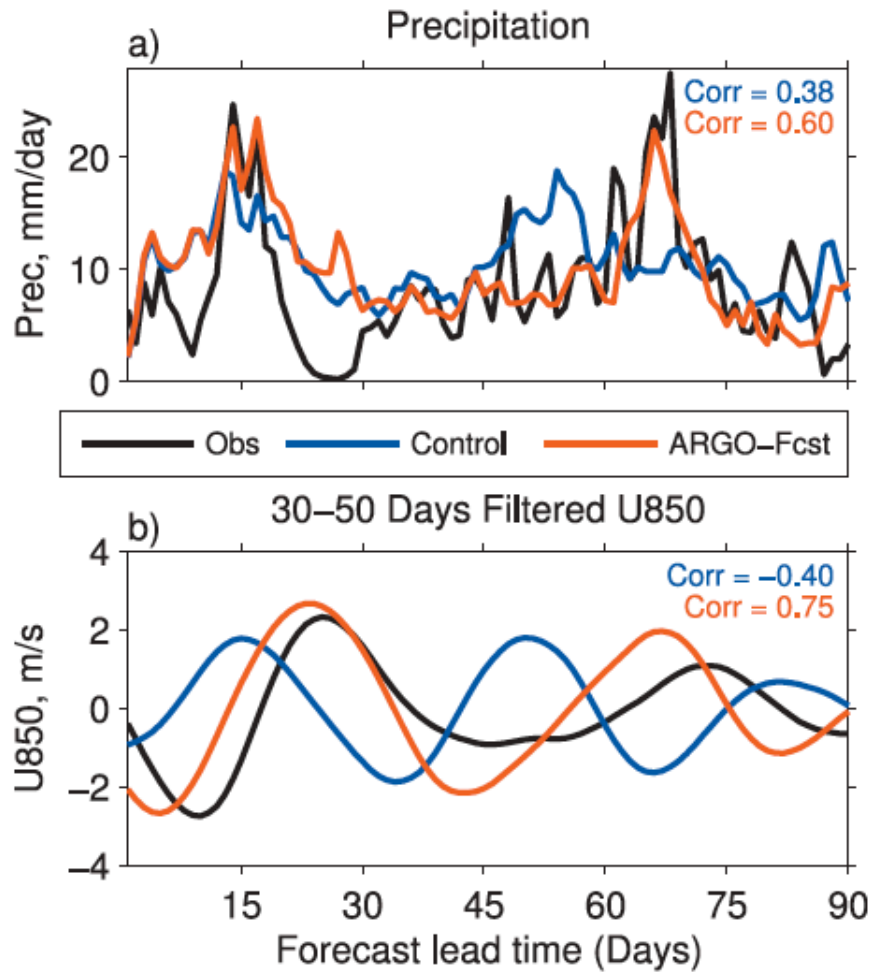 Precipitation
a)
Corr = 0.38
Corr = 0.60
Prec, mm/day
20
10
0
Obs Control ARGO-Fcst
30-50 Days Filtered U850
b)
Corr = -0.40
Corr = 0.75
U850, m/s
4
2
0
-2
-4
15 30 45 60 75 90
Forecast lead time (Days)